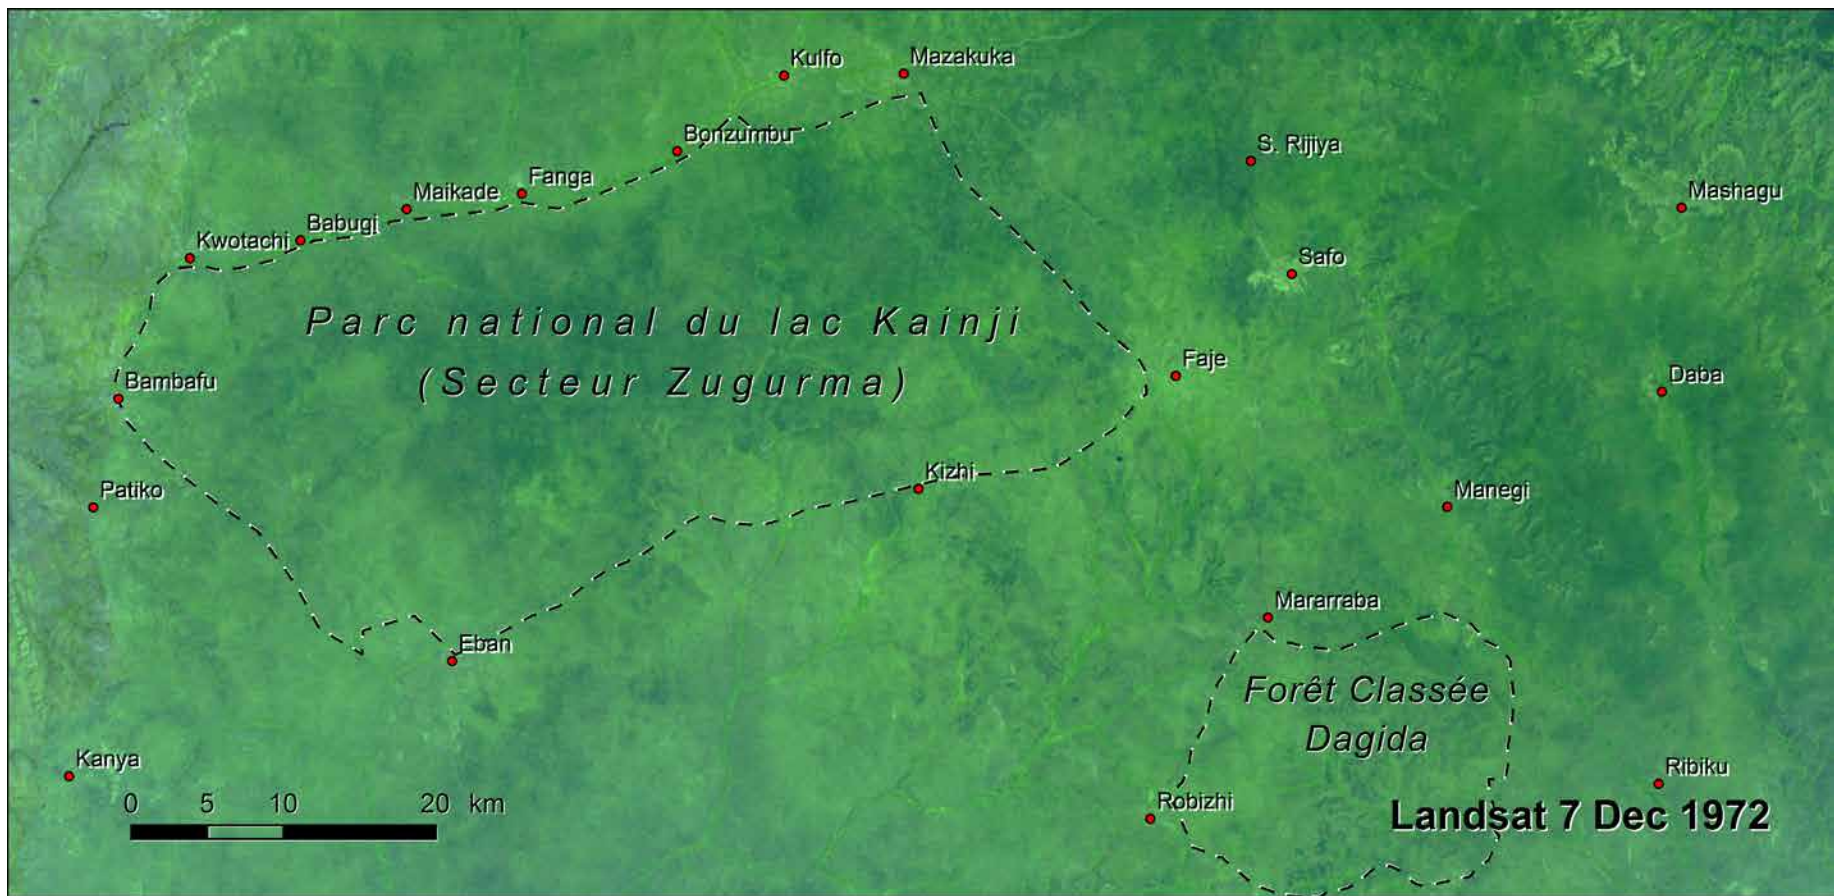 Kulfo
Mazakuka
Bonzumbu
S. Rijiya
Fanga
Maikade
Mashagu
Babugi
Kwotachi
Safo
Parc national du lac Kainji
(Secteur Zugurma)
Faje
Bambafu
Daba
Kizhi
Patiko
Manegi
Mararraba
Eban
Forêt Classée
Dagida
Kanya
Ribiku
0 5 10 20 km
Robizhi
Landsat 7 Dec 1972